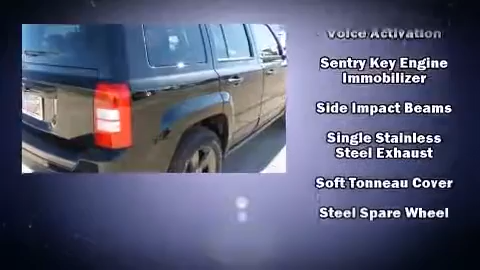 Voice Activation
Sentry Key Engine
Immobilizer
Side Impact Beams
Single Stainless
Steel Exhaust
Soft Tonneau Cover
Steel Spare Wheel